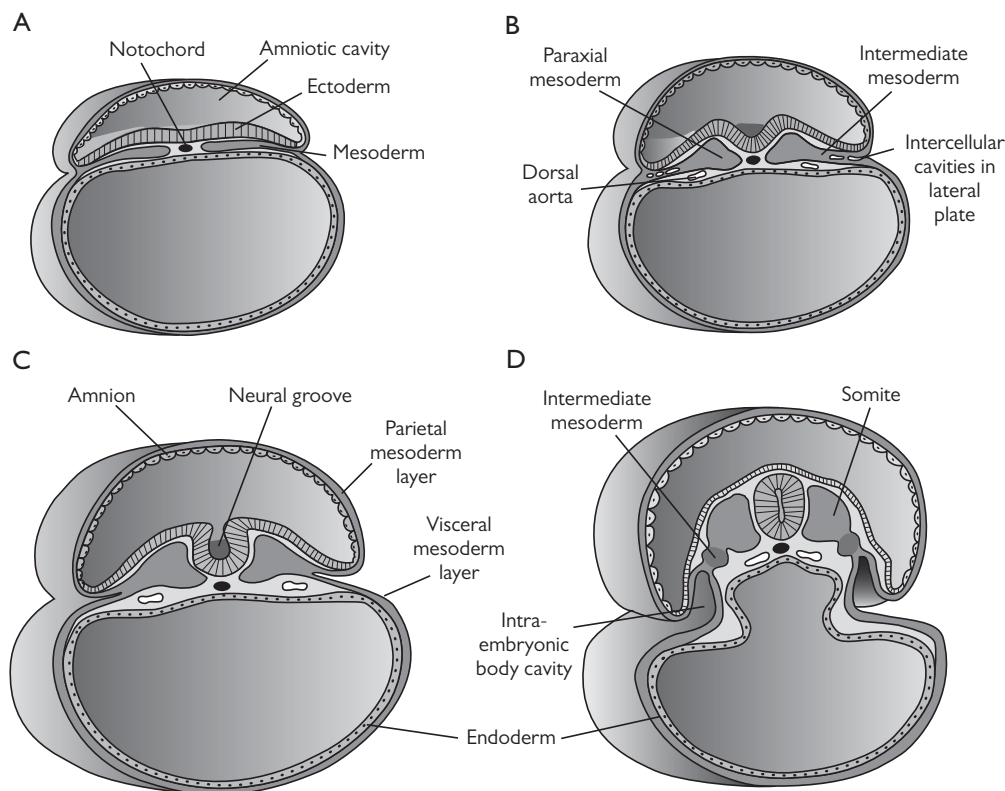 A
Notochord
Amniotic cavity
Ectoderm
Mesoderm
B
Paraxial
mesoderm
Intermediate
mesoderm
Dorsal
aorta
Intercellular
cavities in
lateral
plate
C
Amnion
Neural groove
Parietal
mesoderm
layer
Visceral
mesoderm
layer
D
Intermediate
mesoderm
Somite
Intra-
embryonic
body cavity
Endoderm